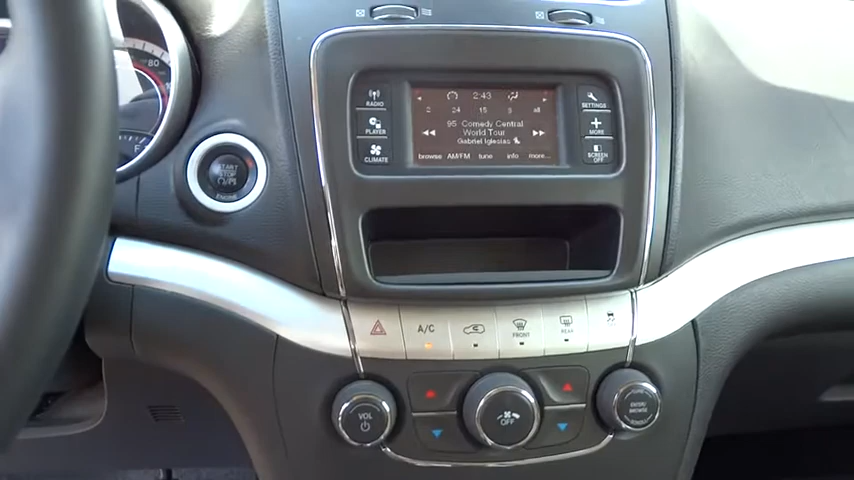 80
START
STOP
ENGINE
RADIO
PLAYER
CLIMATE
2:43
2 24 15 9 all
95 Comedy Central
World Tour
Gabriel Iglesias
browse AM/FM tune info more...
SETTINGS
MORE
SCREEN
OFF
A/C
FRONT
REAR
VOL
OFF
ENTER/
BROWSE